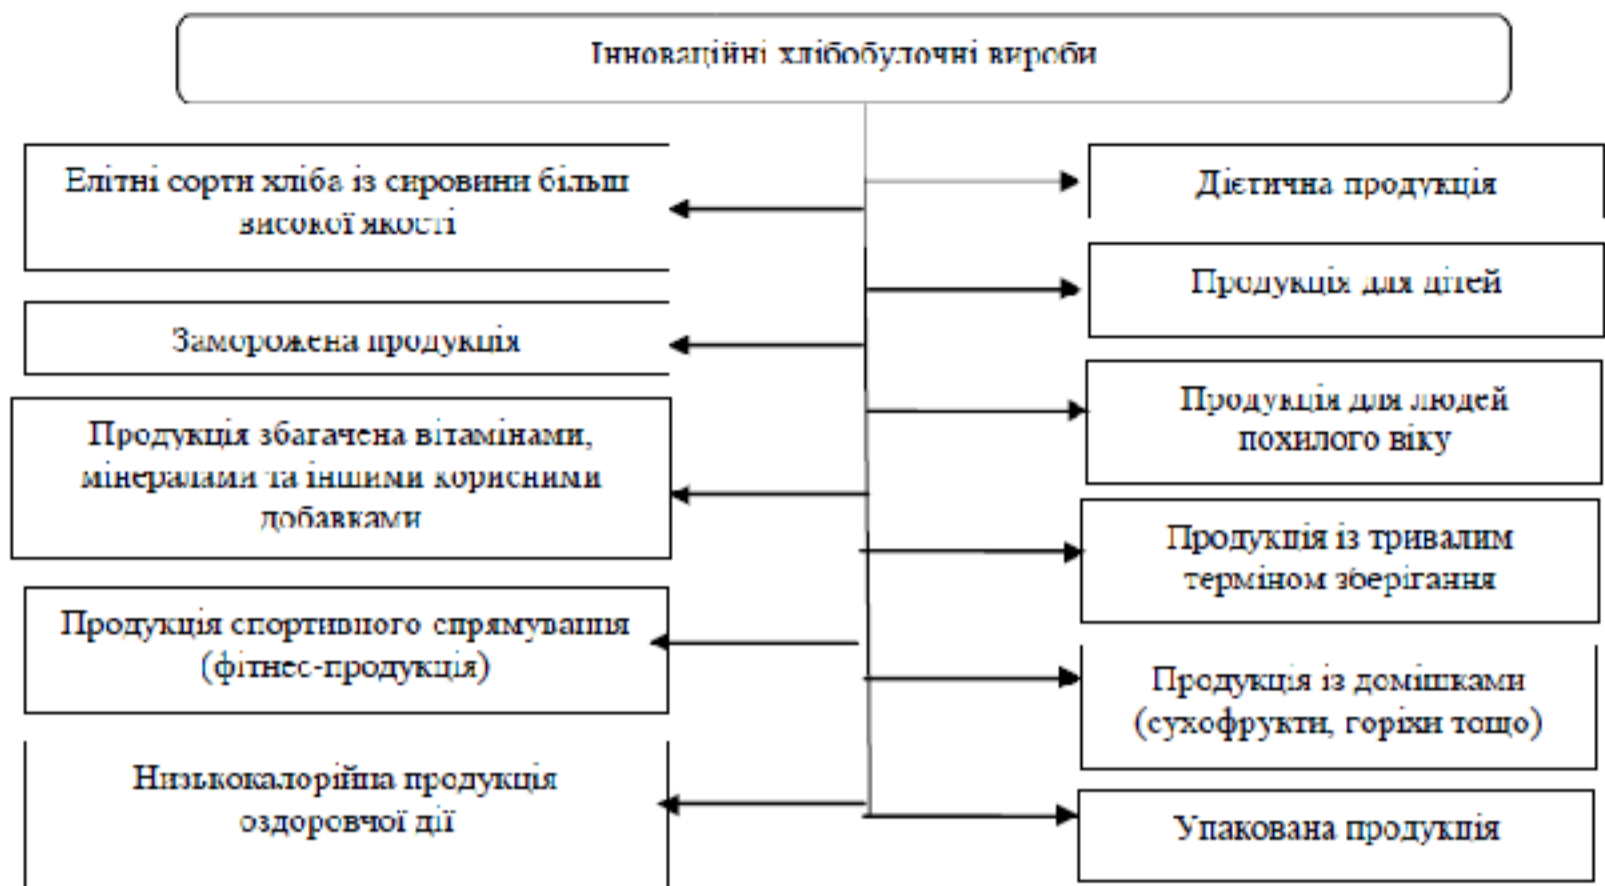 Інноваційні хлібобулочні вироби
Елітні сорти хліба із сировини більш
високої якості
Заморожена продукція
Продукція збагачена вітамінами,
мінералами та іншими корисними
добавками
Продукція спортивного спрямування
(фітнес-продукція)
Низькокалорійна продукція
оздоровчої дії
Дієтична продукція
Продукція для дітей
Продукція для людей
похилого віку
Продукція із тривалим
терміном зберігання
Продукція із домішками
(сухофрукти, горіхи тощо)
Упакована продукція